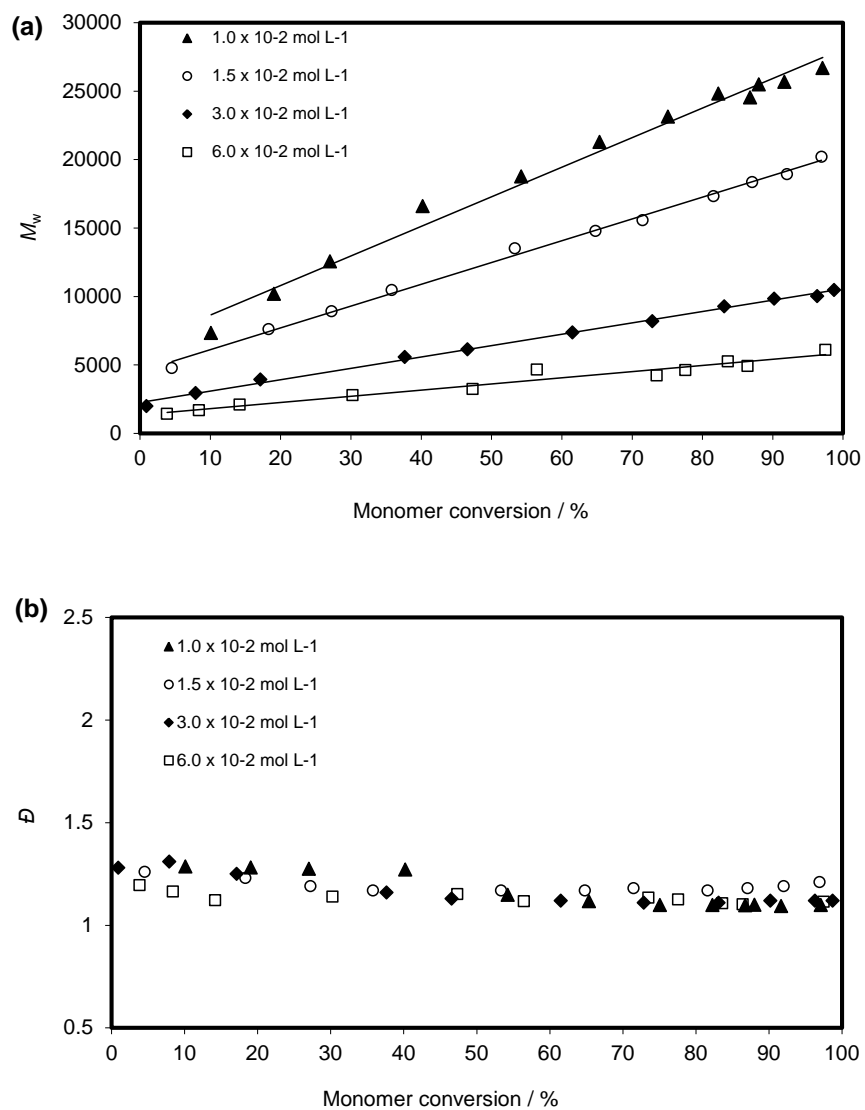 (a)
30000
25000
20000
15000
10000
5000
0
Mw
1.0 x 10-2 mol L-1
1.5 x 10-2 mol L-1
3.0 x 10-2 mol L-1
6.0 x 10-2 mol L-1
0 10 20 30 40 50 60 70 80 90 100
Monomer conversion / %
(b)
2.5
2
1.5
1
0.5
Đ
1.0 x 10-2 mol L-1
1.5 x 10-2 mol L-1
3.0 x 10-2 mol L-1
6.0 x 10-2 mol L-1
0 10 20 30 40 50 60 70 80 90 100
Monomer conversion / %